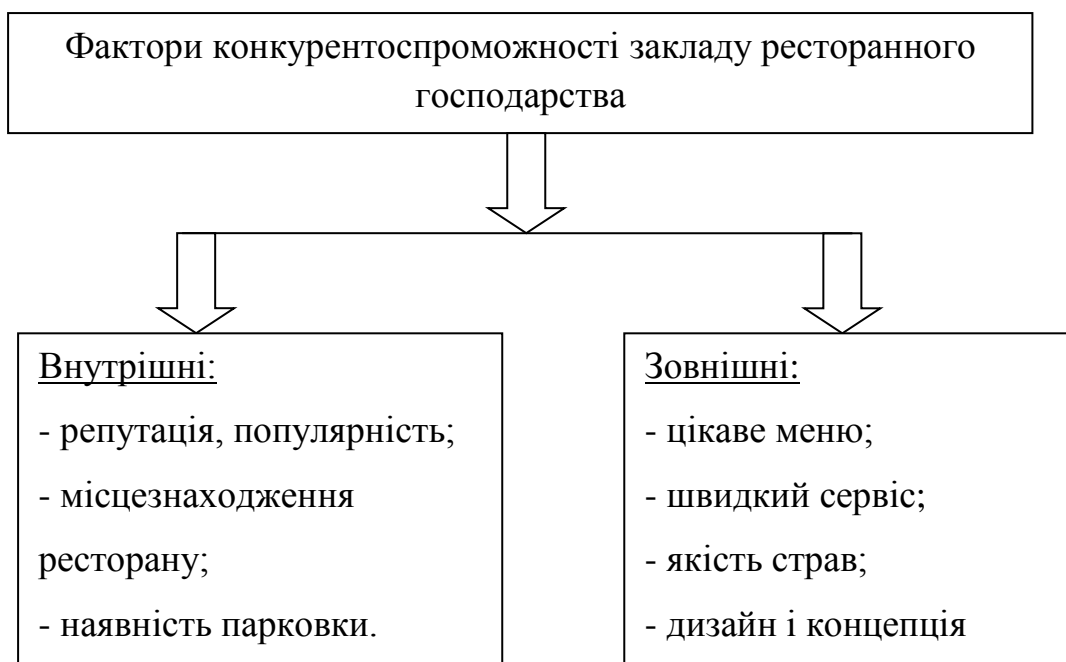 Фактори конкурентоспроможності закладу ресторанного
господарства
Внутрішні:
- репутація, популярність;
- місцезнаходження
ресторану;
- наявність парковки.
Зовнішні:
- цікаве меню;
- швидкий сервіс;
- якість страв;
- дизайн і концепція